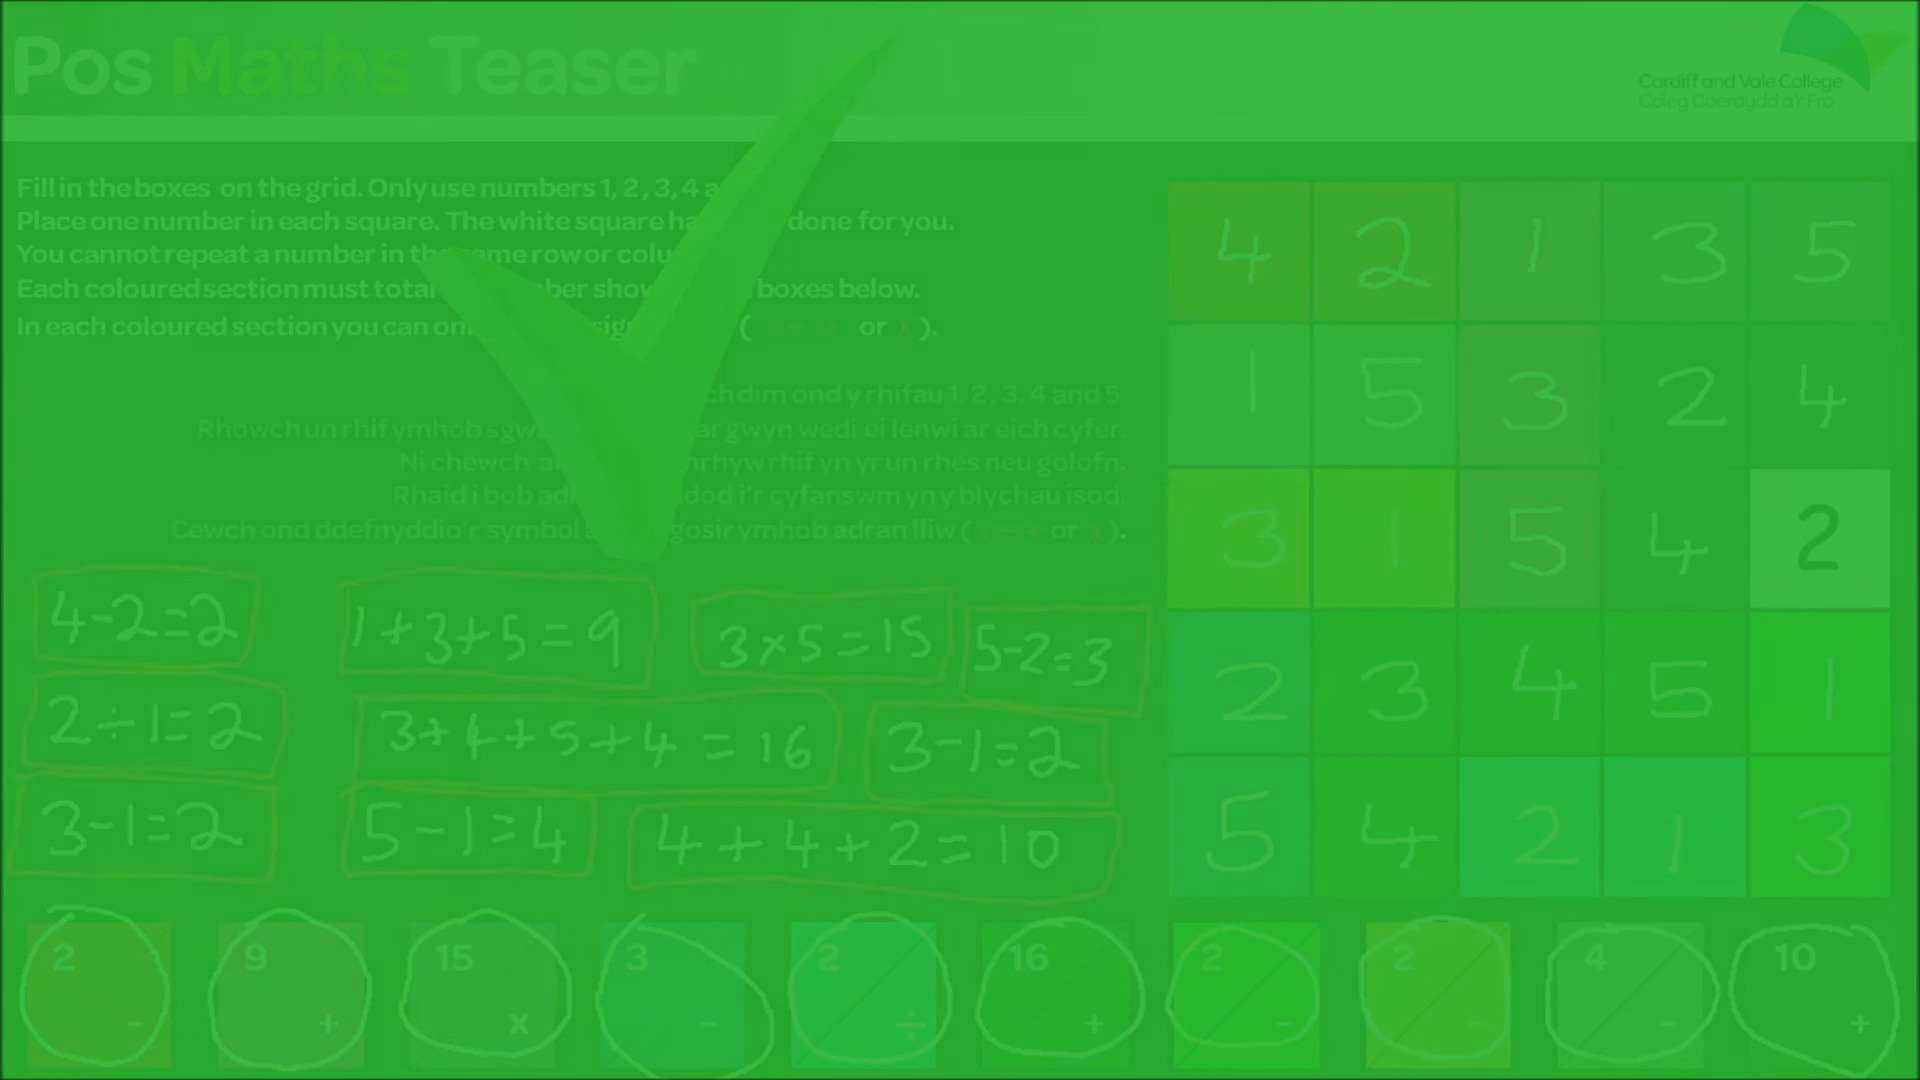 Pos Maths Teaser
Cardiff and Vale College
Coleg Caerdydd a'r Fro
Fill in the boxes on the grid. Only use numbers 1, 2, 3, 4 a
Place one number in each square. The white square ha done for you.
You cannot repeat a number in the same row or colu
Each coloured section must total ber show boxes below.
In each coloured section you can on sig ( − ÷ or x ).
ch dim ond y rhifau 1, 2, 3, 4 and 5
Rhowch un rhif ymhob sgw ar gwyn wedi ei lenwi ar eich cyfer.
Ni chewch a nrhyw rhif yn yr un rhes neu golofn.
Rhaid i bob ad dod i'r cyfanswm yn y blychau isod.
Cewch ond ddefnyddio'r symbol a gosir ymhob adran lliw ( − or x ).
4 2 1 3 5
1 5 3 2 4
3 1 5 4 2
2 3 4 5 1
5 4 2 1 3
4-2=2
1+3+5=9
3×5=15
5-2=3
2÷1=2
3+4+5+4=16
3-1=2
3-1=2
5-1=4
4+4+2=10
2 −
9 +
15 x
3 −
2 ÷
16 +
2 −
2 −
4 −
10 +